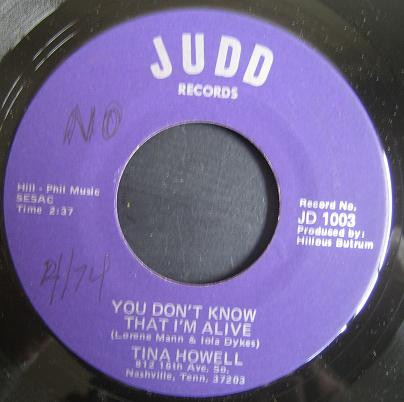 JUDD
RECORDS
NO
Hill - Phil Music
SESAC
Time 2:37
Record No.
JD 1003
Produced by:
Hillous Butrum
2/74
YOU DON'T KNOW
THAT I'M ALIVE
(Lorene Mann & Iola Dykes)
TINA HOWELL
812 16th Ave. So.
Nashville, Tenn. 37203